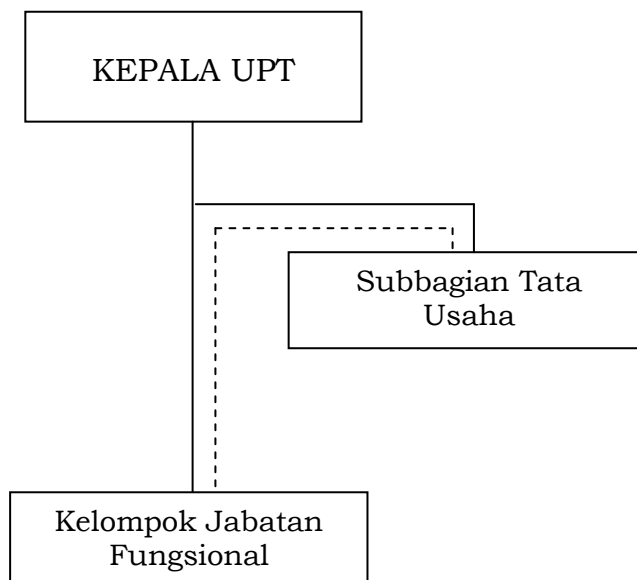 KEPALA UPT
Subbagian Tata
Usaha
Kelompok Jabatan
Fungsional